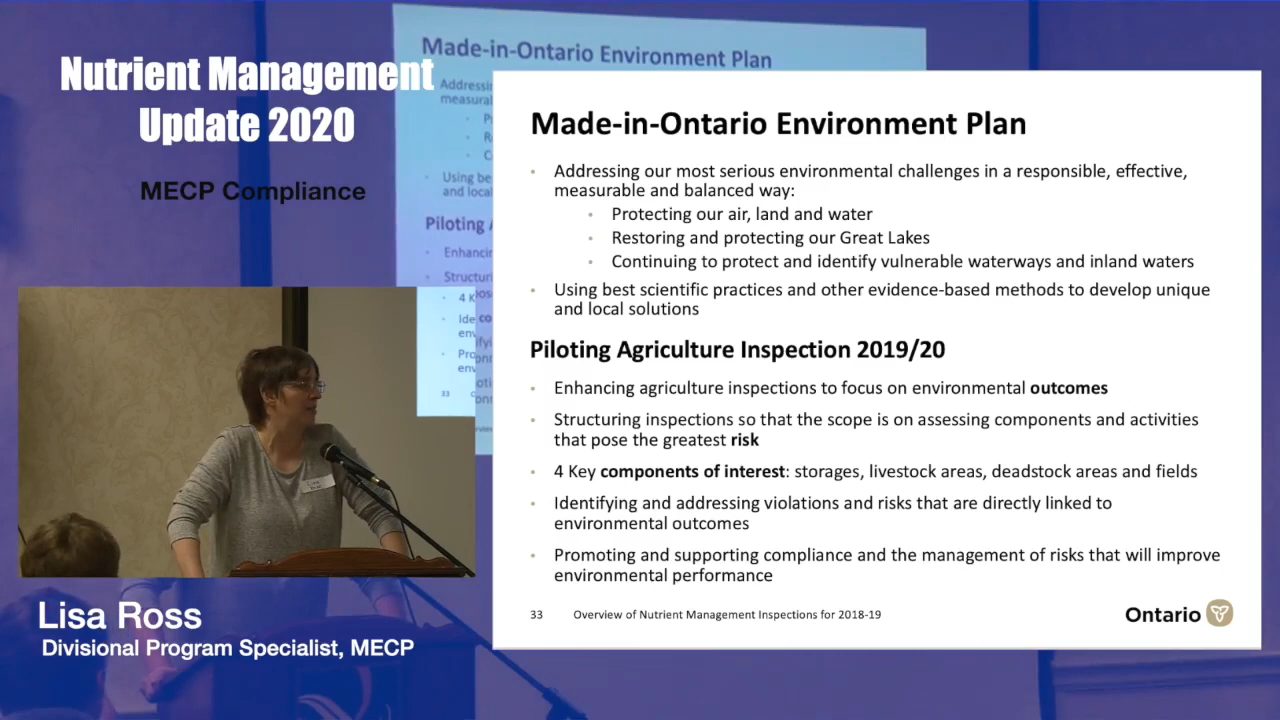 Nutrient Management
Update 2020
MECP Compliance
Made-in-Ontario Environment Plan
measural
Using be
and local
Piloting
Enhancin
Structuri
33
Made-in-Ontario Environment Plan
• Addressing our most serious environmental challenges in a responsible, effective,
measurable and balanced way:
• Protecting our air, land and water
• Restoring and protecting our Great Lakes
• Continuing to protect and identify vulnerable waterways and inland waters
• Using best scientific practices and other evidence-based methods to develop unique
and local solutions
Piloting Agriculture Inspection 2019/20
• Enhancing agriculture inspections to focus on environmental outcomes
• Structuring inspections so that the scope is on assessing components and activities
that pose the greatest risk
• 4 Key components of interest: storages, livestock areas, deadstock areas and fields
• Identifying and addressing violations and risks that are directly linked to
environmental outcomes
• Promoting and supporting compliance and the management of risks that will improve
environmental performance
33 Overview of Nutrient Management Inspections for 2018-19
Ontario
Lisa Ross
Divisional Program Specialist, MECP